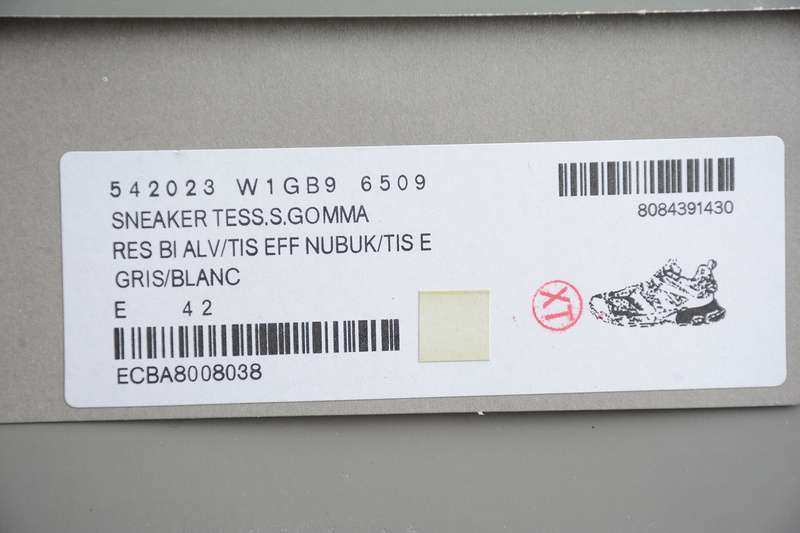 542023 W1GB9 6509
8084391430
SNEAKER TESS.S.GOMMA
RES BI ALV/TIS EFF NUBUK/TIS E
GRIS/BLANC
E 42
XT
ECBA8008038